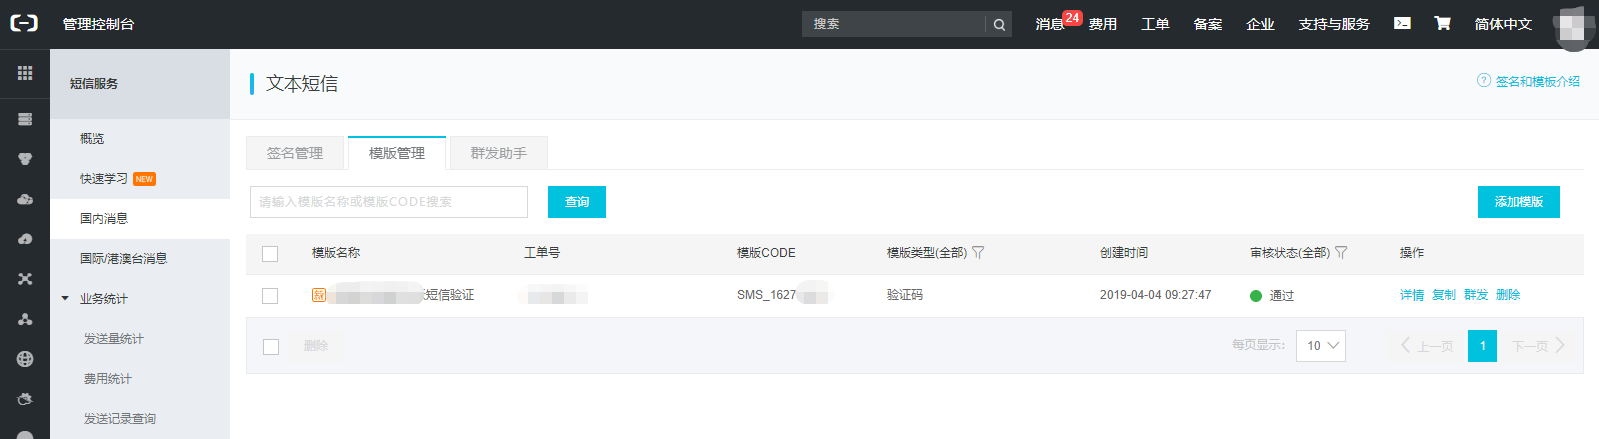 管理控制台 搜索 消息 24 费用 工单 备案 企业 支持与服务 简体中文
短信服务
概览
快速学习 NEW
国内消息
国际/港澳台消息
业务统计
发送量统计
费用统计
发送记录查询
文本短信 签名和模板介绍
签名管理 模版管理 群发助手
请输入模版名称或模版CODE搜索 查询 添加模版
模版名称 工单号 模版CODE 模版类型(全部) 创建时间 审核状态(全部) 操作
新 短信验证 SMS_1627 验证码 2019-04-04 09:27:47 通过 详情 复制 群发 删除
删除 每页显示: 10 上一页 1 下一页